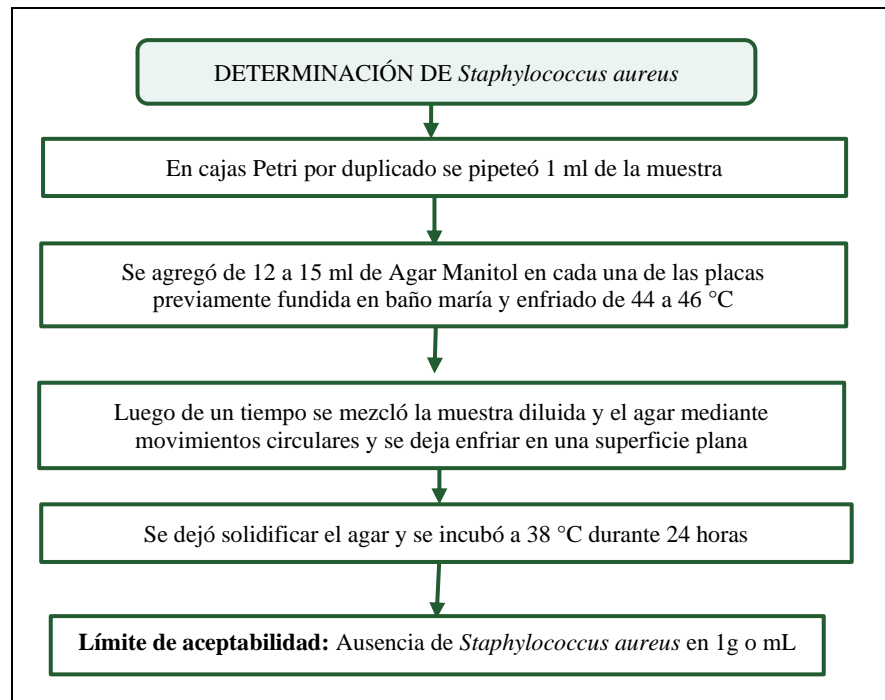 DETERMINACIÓN DE Staphylococcus aureus
En cajas Petri por duplicado se pipeteó 1 ml de la muestra
Se agregó de 12 a 15 ml de Agar Manitol en cada una de las placas
previamente fundida en baño maría y enfriado de 44 a 46 °C
Luego de un tiempo se mezcló la muestra diluida y el agar mediante
movimientos circulares y se deja enfriar en una superficie plana
Se dejó solidificar el agar y se incubó a 38 °C durante 24 horas
Límite de aceptabilidad: Ausencia de Staphylococcus aureus en 1g o mL